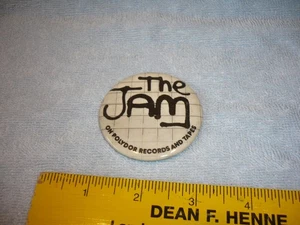 The
JAM
ON POLYDOR RECORDS AND TAPES
1 2 3 4
DEAN F. HENNE